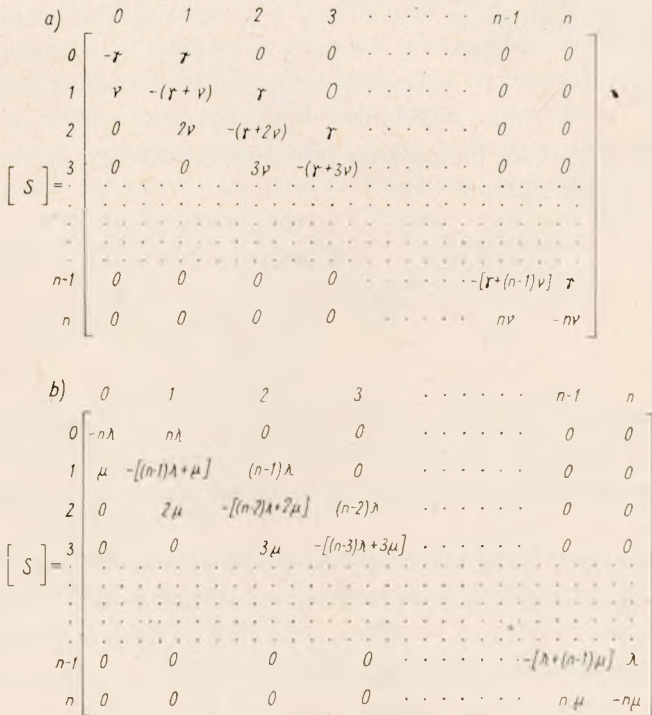 a) 0 1 2 3 · · · · · · n-1 n
0 -γ γ 0 0 · · · · · · 0 0
1 ν -(γ + ν) γ 0 · · · · · · 0 0
2 0 2ν -(γ+2ν) γ · · · · · · 0 0
[ S ] = 3 0 0 3ν -(γ+3ν) · · · · · · 0 0
n-1 0 0 0 0 · · · · · · -[γ+(n-1)ν] γ
n 0 0 0 0 · · · · · · nν -nν
b) 0 1 2 3 · · · · · · n-1 n
0 -nλ nλ 0 0 · · · · · · 0 0
1 μ -[(n-1)λ+μ] (n-1)λ 0 · · · · · · 0 0
2 0 2μ -[(n-2)λ+2μ] (n-2)λ · · · · · · 0 0
[ S ] = 3 0 0 3μ -[(n-3)λ+3μ] · · · · · · 0 0
n-1 0 0 0 0 · · · · · · -[λ+(n-1)μ] λ
n 0 0 0 0 · · · · · · nμ -nμ